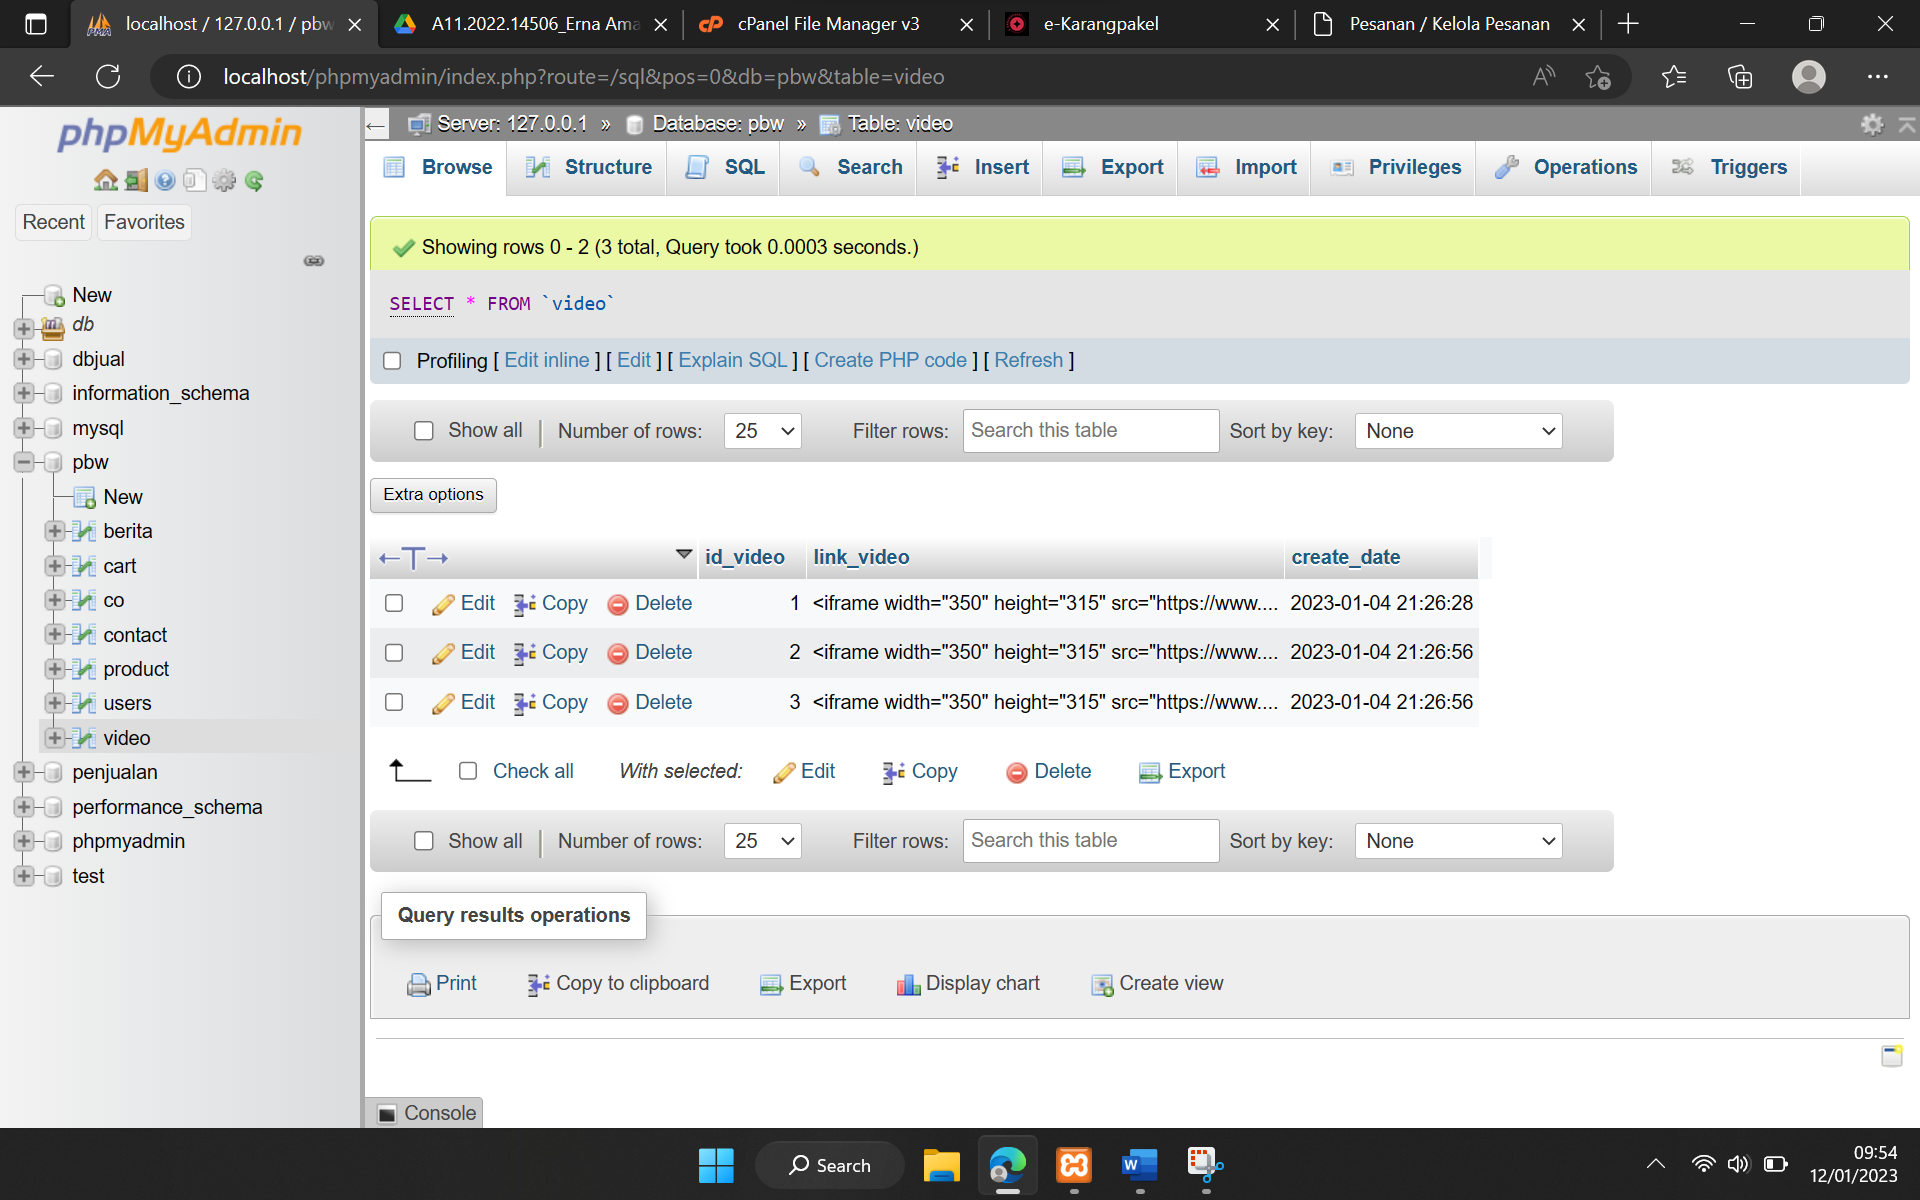 localhost / 127.0.0.1 / pbw
A11.2022.14506_Erna Ama
cPanel File Manager v3
e-Karangpakel
Pesanan / Kelola Pesanan
localhost/phpmyadmin/index.php?route=/sql&pos=0&db=pbw&table=video
phpMyAdmin
Recent Favorites
New
db
dbjual
information_schema
mysql
pbw
New
berita
cart
co
contact
product
users
video
penjualan
performance_schema
phpmyadmin
test
Server: 127.0.0.1 » Database: pbw » Table: video
Browse Structure SQL Search Insert Export Import Privileges Operations Triggers
Showing rows 0 - 2 (3 total, Query took 0.0003 seconds.)
SELECT * FROM `video`
Profiling [ Edit inline ] [ Edit ] [ Explain SQL ] [ Create PHP code ] [ Refresh ]
Show all Number of rows: 25 Filter rows: Search this table Sort by key: None
Extra options
id_video link_video create_date
Edit Copy Delete 1 <iframe width="350" height="315" src="https://www.... 2023-01-04 21:26:28
Edit Copy Delete 2 <iframe width="350" height="315" src="https://www.... 2023-01-04 21:26:56
Edit Copy Delete 3 <iframe width="350" height="315" src="https://www.... 2023-01-04 21:26:56
Check all With selected: Edit Copy Delete Export
Show all Number of rows: 25 Filter rows: Search this table Sort by key: None
Query results operations
Print Copy to clipboard Export Display chart Create view
Console
Search
09:54
12/01/2023